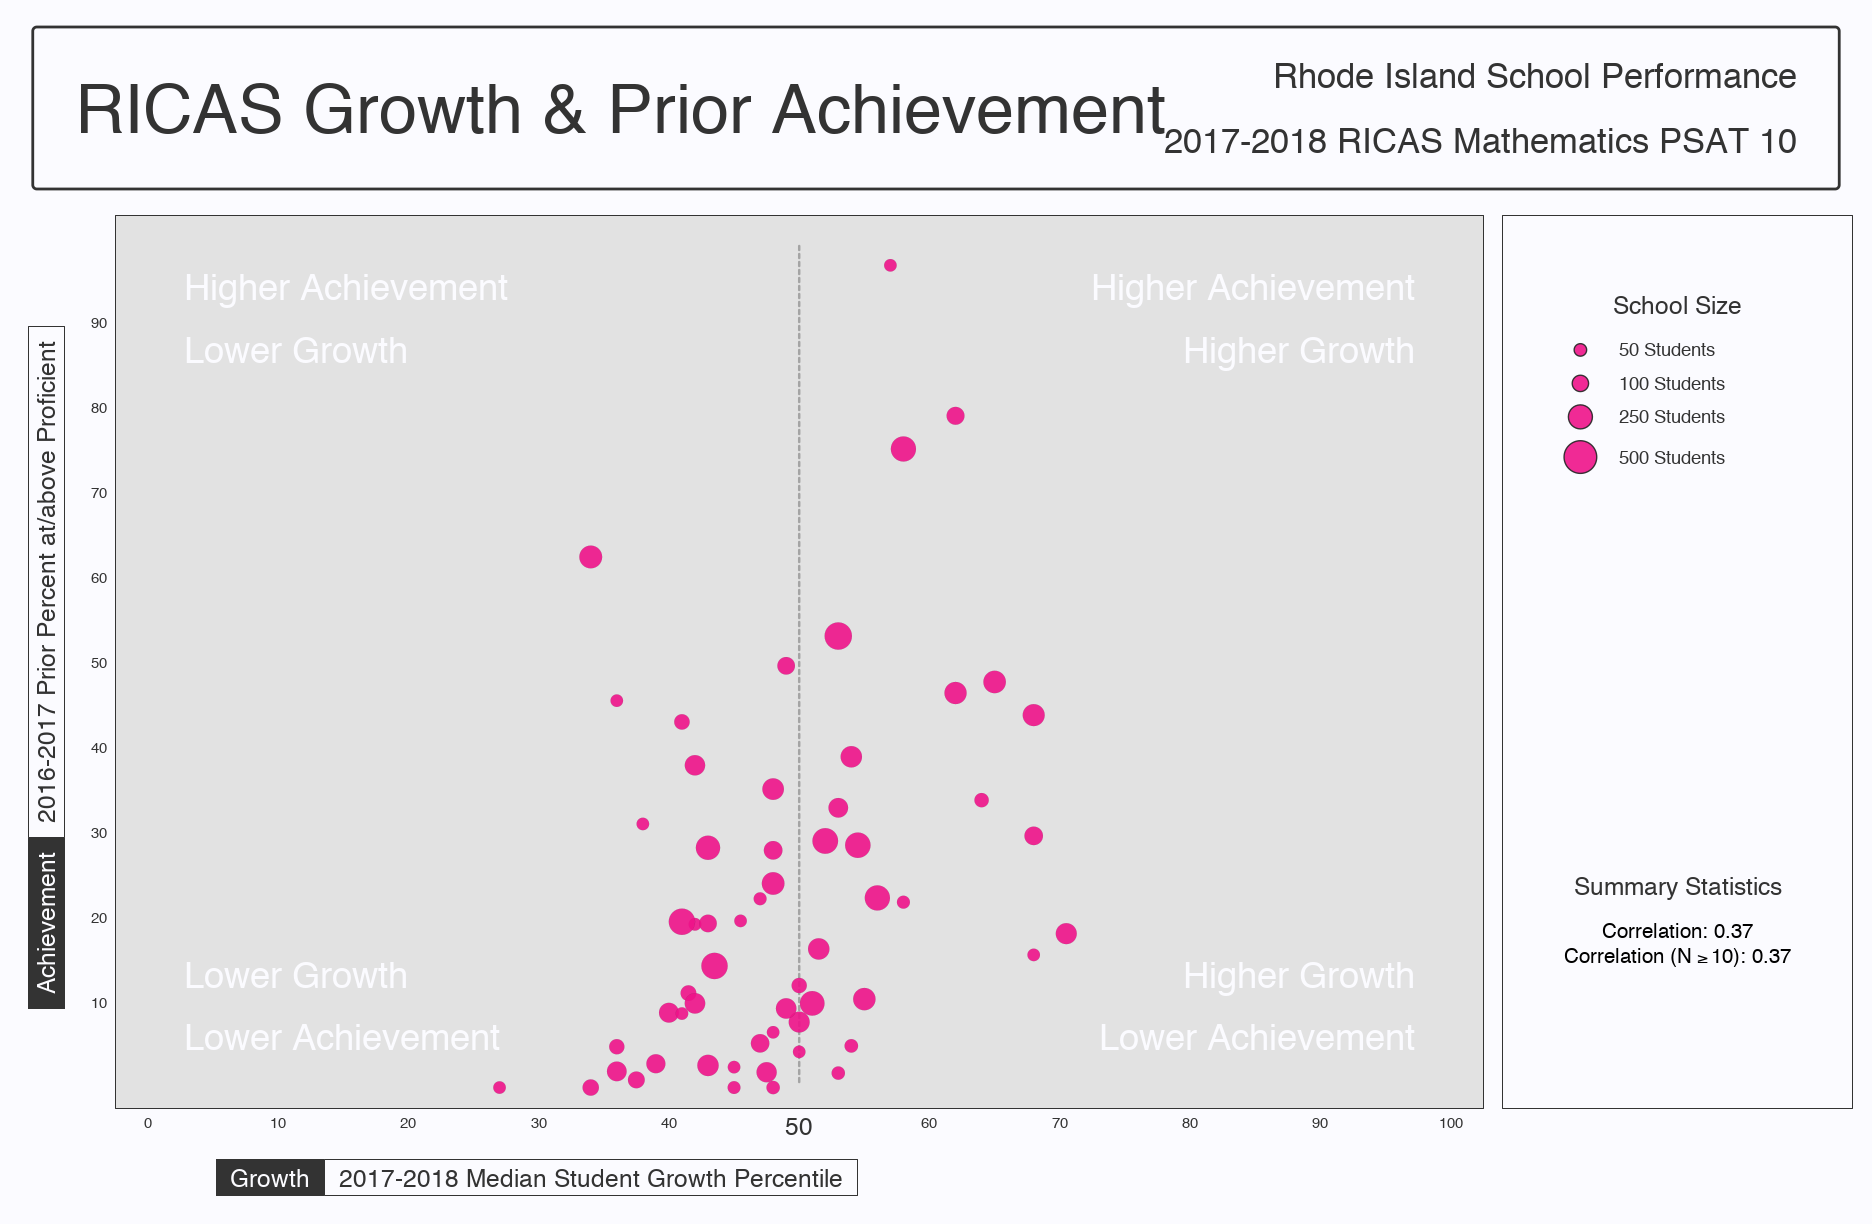 RICAS Growth & Prior Achievement
Rhode Island School Performance
2017-2018 RICAS Mathematics PSAT 10
Higher Achievement
Lower Growth
Higher Achievement
Higher Growth
Lower Growth
Lower Achievement
Higher Growth
Lower Achievement
90
80
70
60
50
40
30
20
10
Achievement 2016-2017 Prior Percent at/above Proficient
0 10 20 30 40 50 60 70 80 90 100
Growth 2017-2018 Median Student Growth Percentile
School Size
50 Students
100 Students
250 Students
500 Students
Summary Statistics
Correlation: 0.37
Correlation (N ≥ 10): 0.37